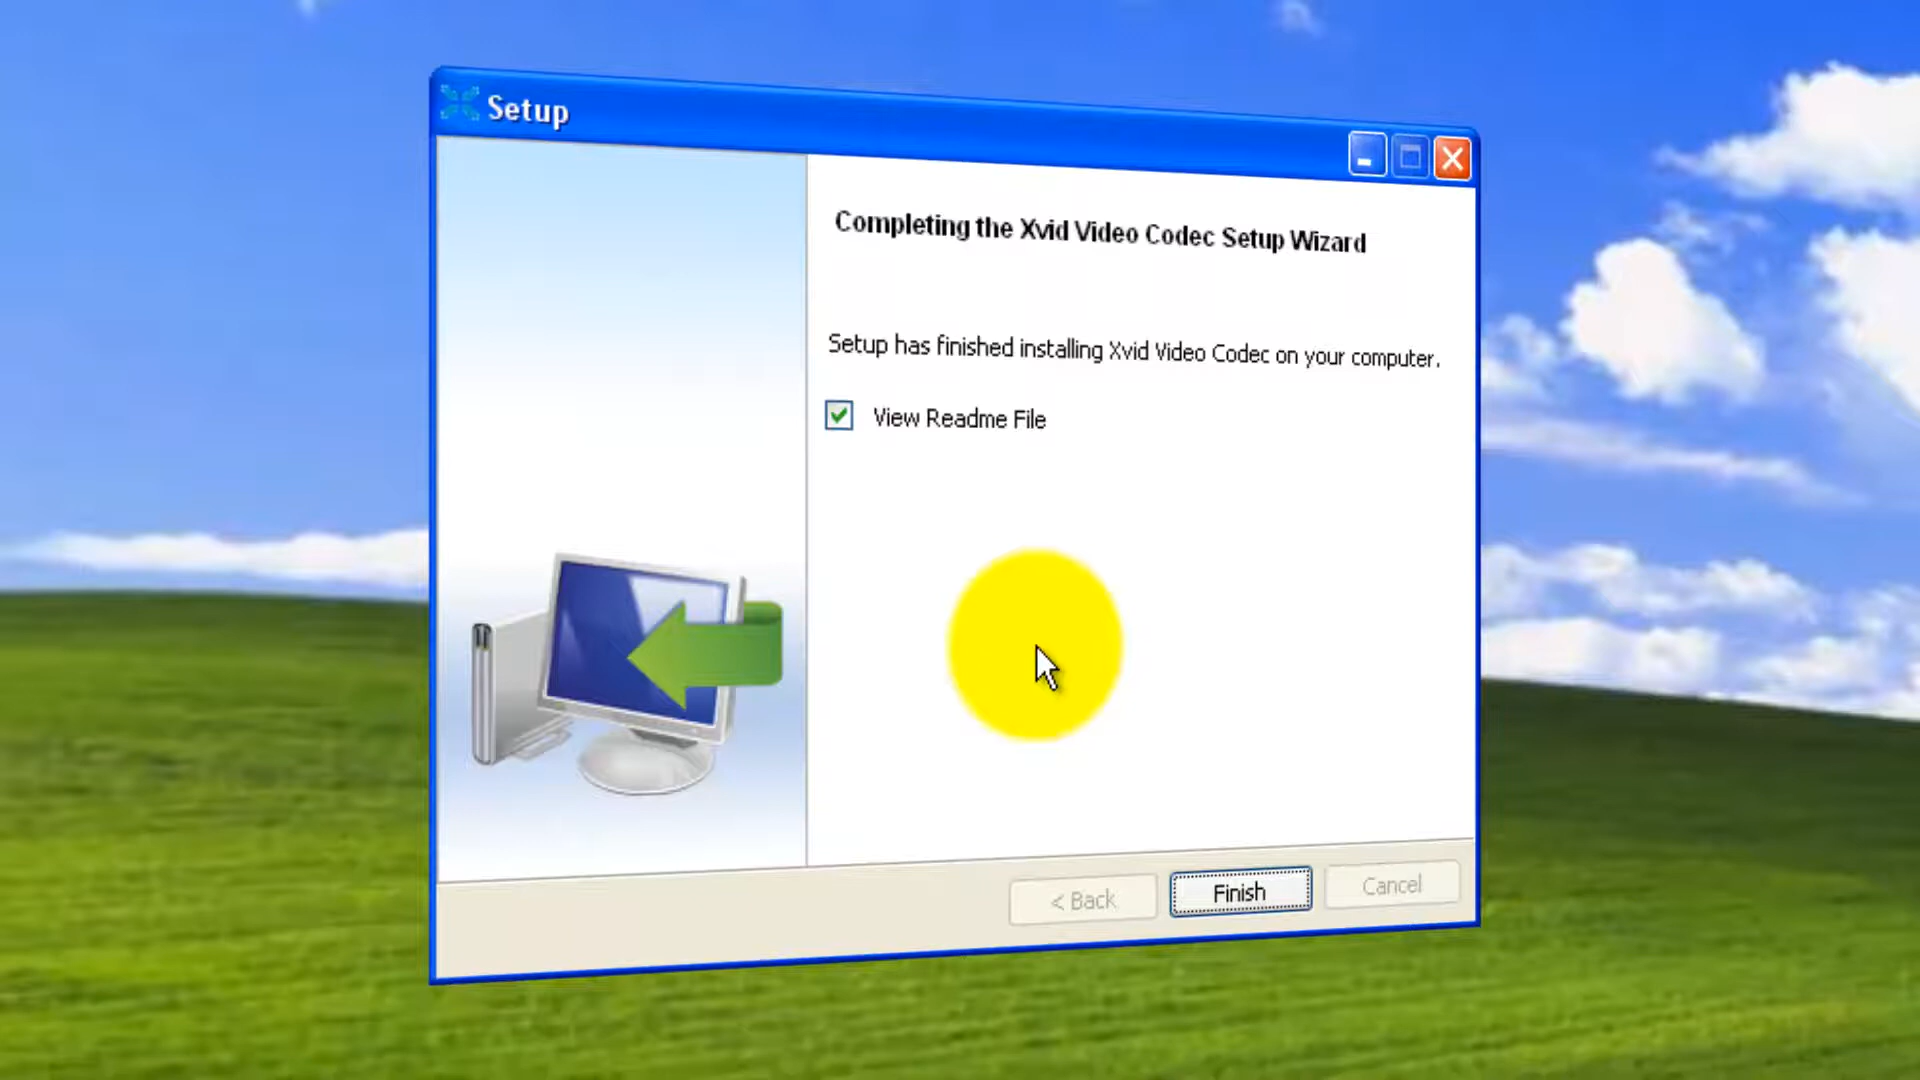 Setup
Completing the Xvid Video Codec Setup Wizard
Setup has finished installing Xvid Video Codec on your computer.
View Readme File
< Back
Finish
Cancel